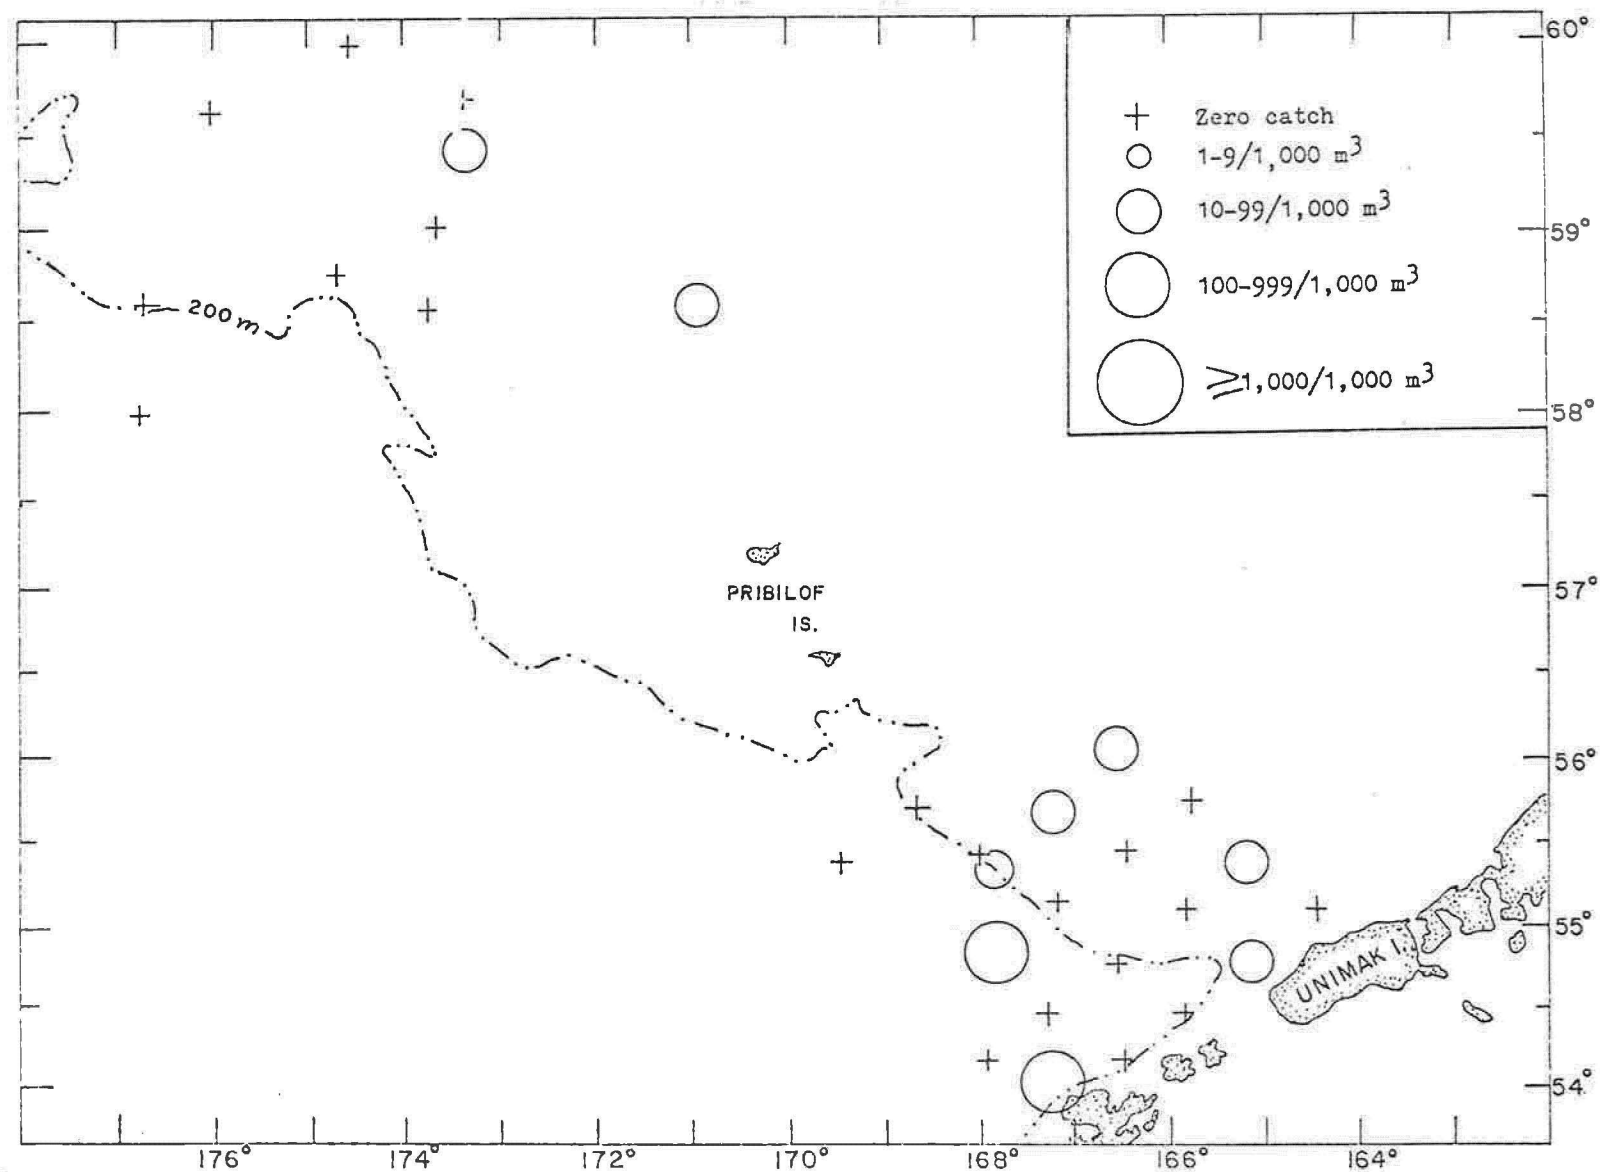 60°
Zero catch
1-9/1,000 m³
10-99/1,000 m³
59°
100-999/1,000 m³
200m
≥1,000/1,000 m³
58°
57°
PRIBILOF
IS.
56°
55°
UNIMAK I.
54°
176°
174°
172°
170°
168°
166°
164°